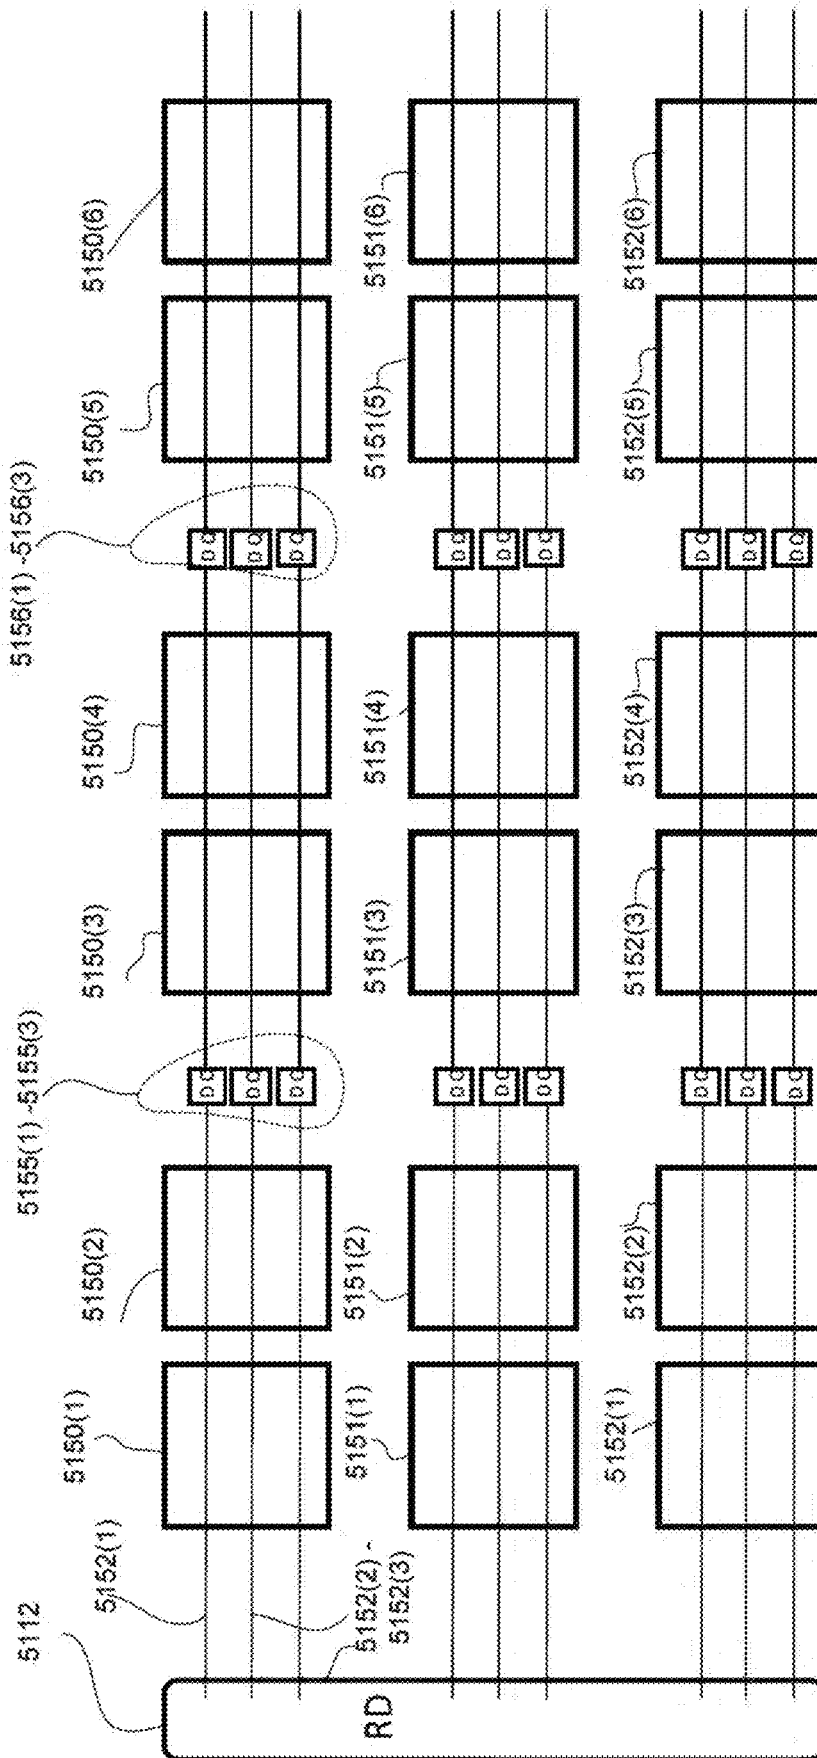 5112
5152(1)
5152(2) -
5152(3)
RD
5150(1)
5150(2)
5155(1) -5155(3)
5150(3)
5150(4)
5156(1) -5156(3)
5150(5)
5150(6)
D Q
D Q
D Q
D Q
D Q
D Q
5151(1)
5151(2)
5151(3)
5151(4)
5151(5)
5151(6)
D Q
D Q
D Q
D Q
D Q
D Q
5152(1)
5152(2)
5152(3)
5152(4)
5152(5)
5152(6)
D Q
D Q
D Q
D Q
D Q
D Q